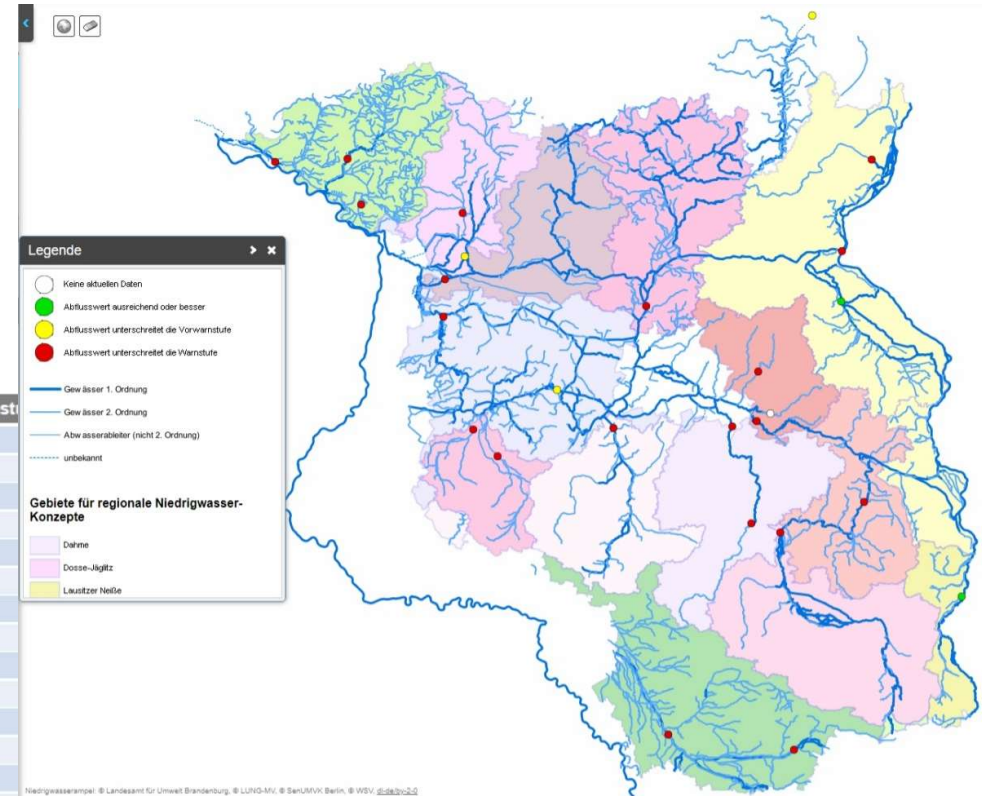 Legende
Keine aktuellen Daten
Abflusswert ausreichend oder besser
Abflusswert unterschreitet die Vorwarnstufe
Abflusswert unterschreitet die Warnstufe
Gewässer 1. Ordnung
Gewässer 2. Ordnung
Abwasserableiter (nicht 2. Ordnung)
unbekannt
Gebiete für regionale Niedrigwasser-
Konzepte
Dahme
Dosse-Jäglitz
Lausitzer Neiße
Niedrigwasserampel: © Landesamt für Umwelt Brandenburg, © LUNG-MV, © SenUMVK Berlin, © WSV, dl-de/by-2-0